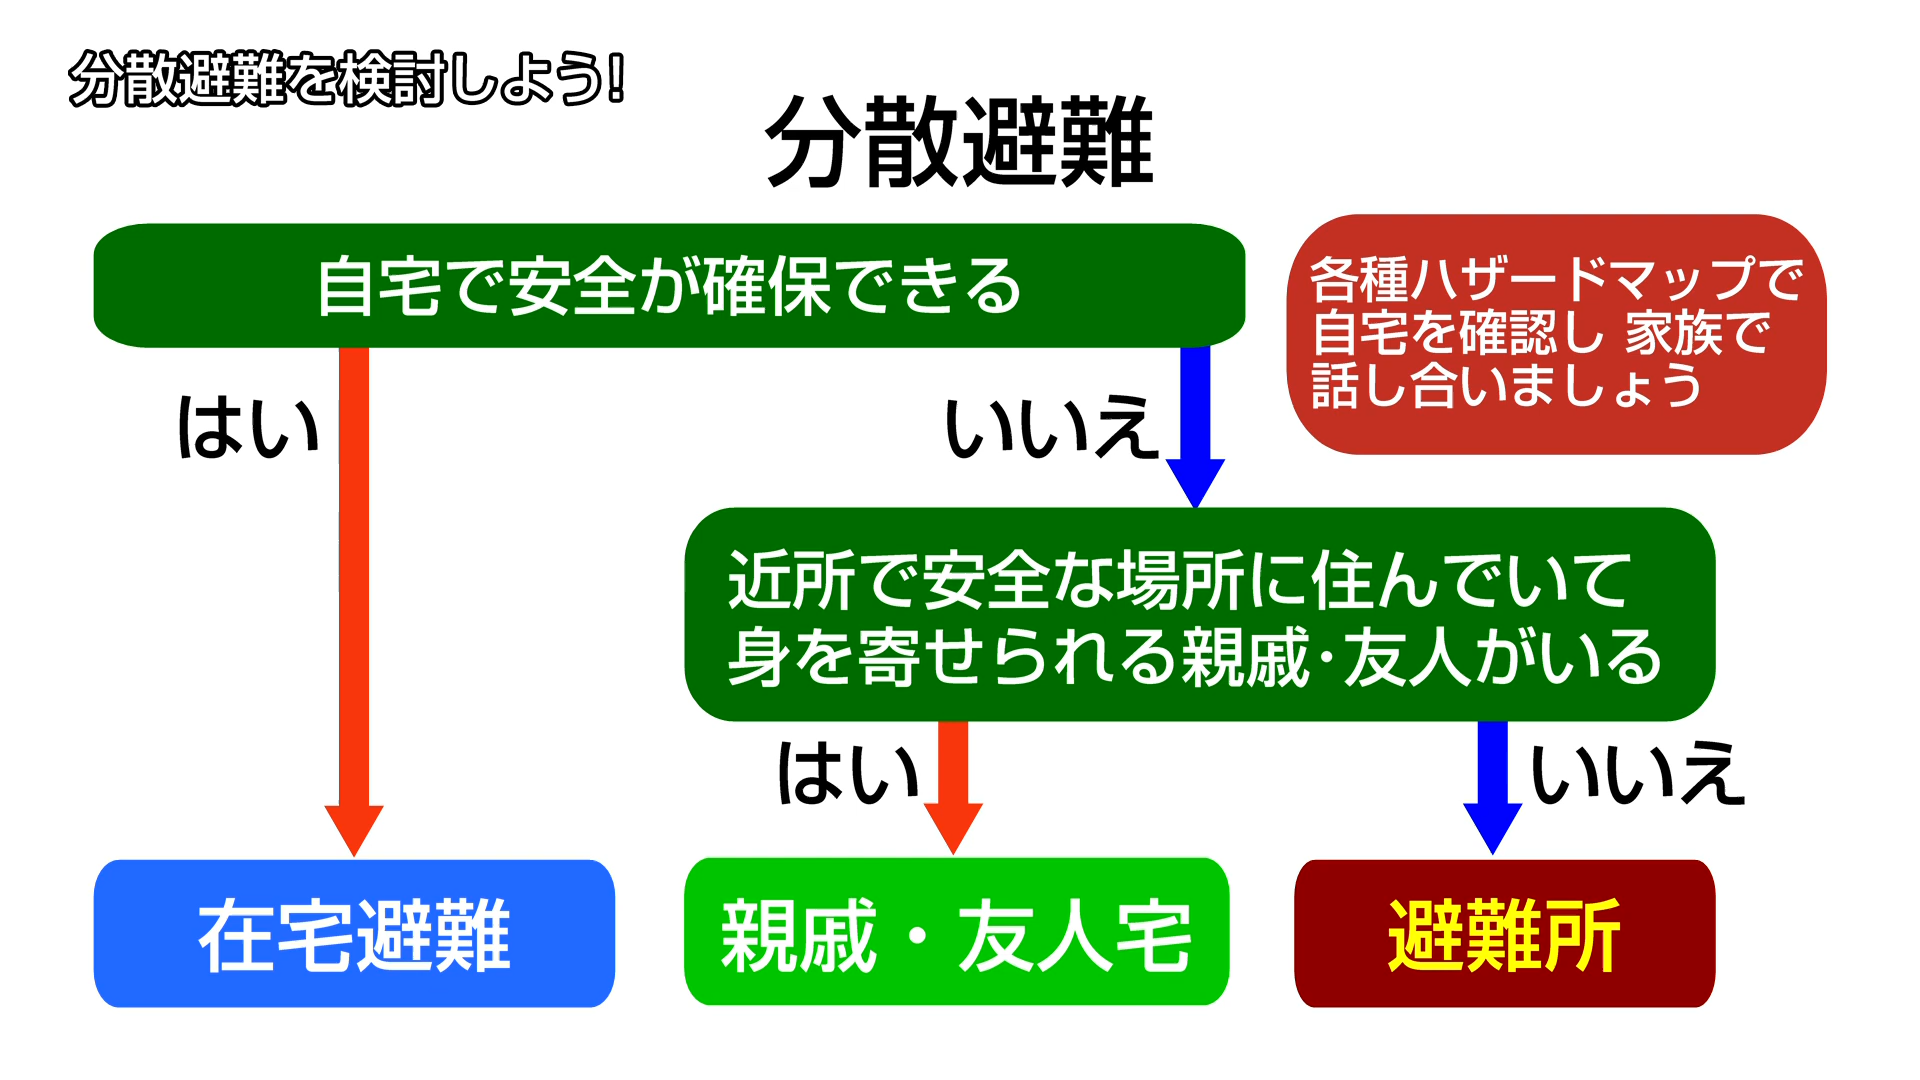 分散避難を検討しよう!
分散避難
自宅で安全が確保できる
各種ハザードマップで
自宅を確認し 家族で
話し合いましょう
はい
いいえ
近所で安全な場所に住んでいて
身を寄せられる親戚・友人がいる
はい
いいえ
在宅避難
親戚・友人宅
避難所